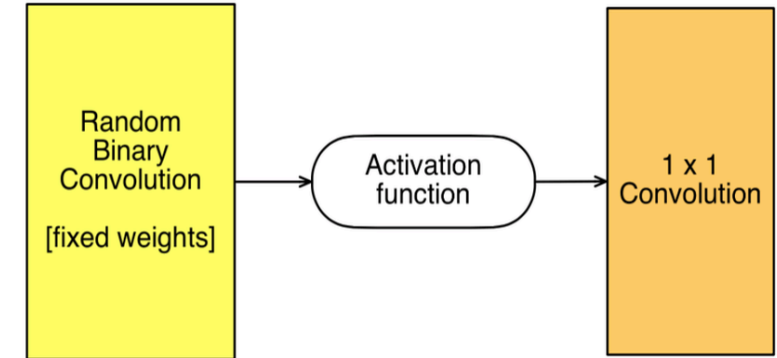 Random
Binary
Convolution
[fixed weights]
Activation
function
1 x 1
Convolution